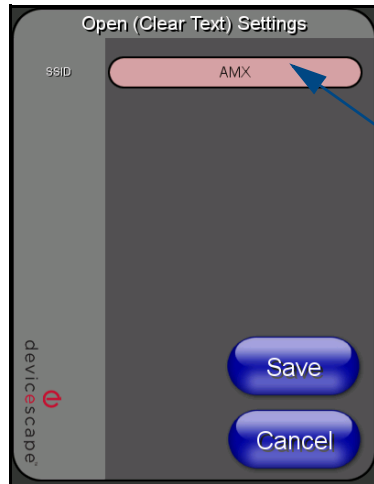 Open (Clear Text) Settings
SSID
AMX
Save
Cancel
devicescape
e